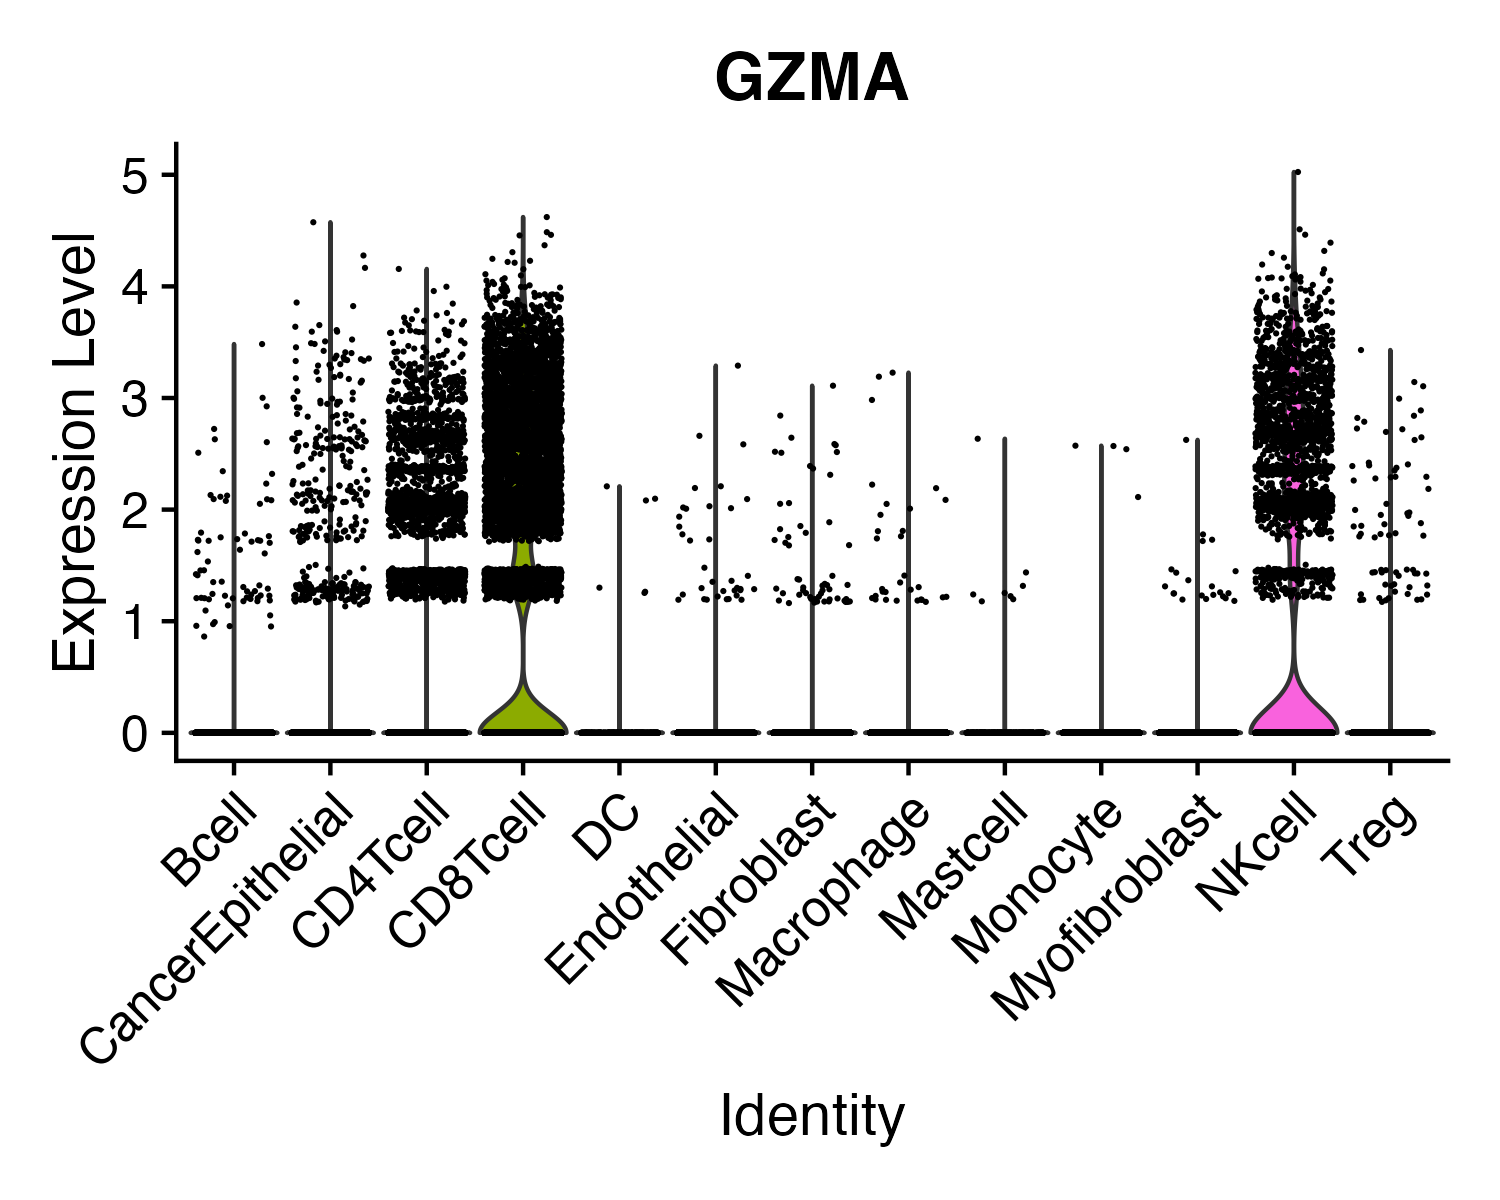 GZMA
Expression Level
5
4
3
2
1
0
Bcell
CancerEpithelial
CD4Tcell
CD8Tcell
DC
Endothelial
Fibroblast
Macrophage
Mastcell
Monocyte
Myofibroblast
NKcell
Treg
Identity